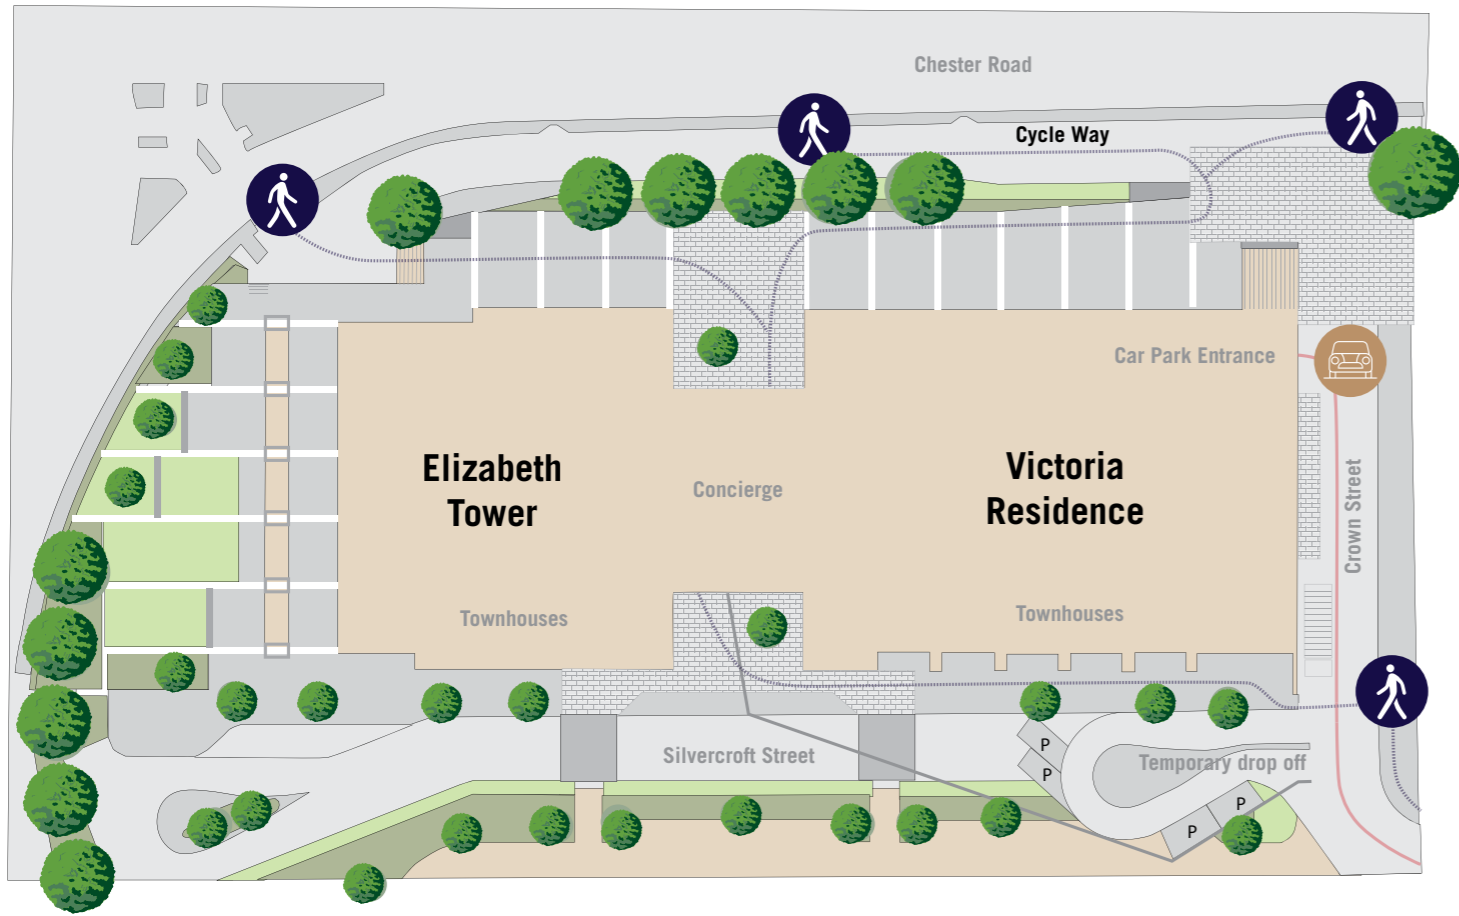 Chester Road
Cycle Way
Car Park Entrance
Elizabeth
Tower
Concierge
Victoria
Residence
Crown Street
Townhouses
Townhouses
Silvercroft Street
P
P
Temporary drop off
P
P